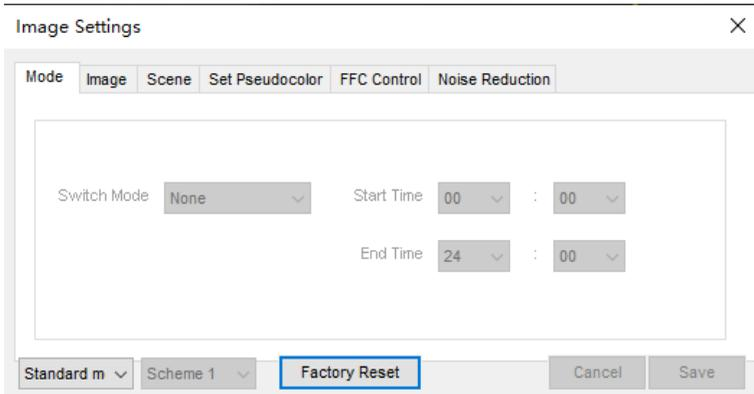 Image Settings
Mode Image Scene Set Pseudocolor FFC Control Noise Reduction
Switch Mode None Start Time 00 : 00
End Time 24 : 00
Standard m Scheme 1 Factory Reset Cancel Save